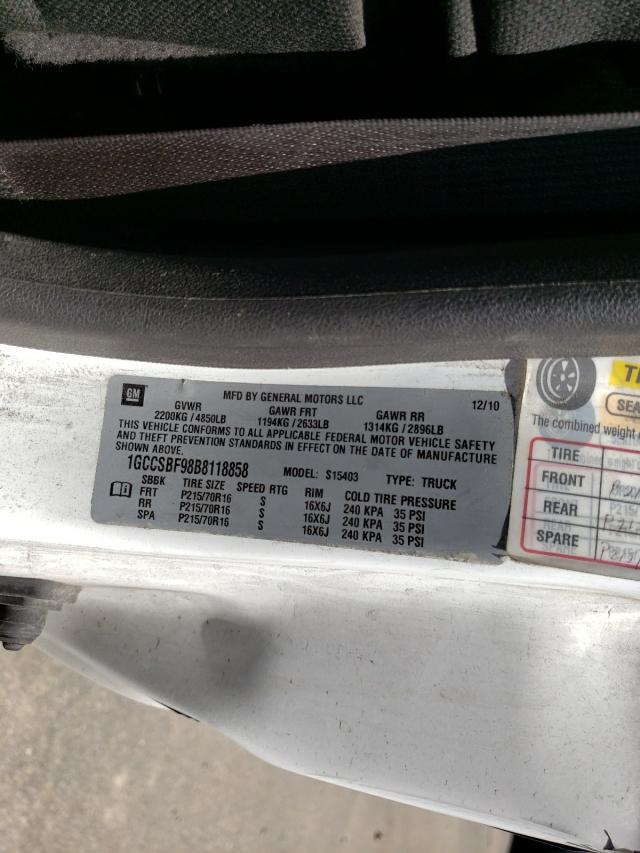 GM MFD BY GENERAL MOTORS LLC 12/10
GVWR GAWR FRT GAWR RR
2200KG / 4850LB 1194KG / 2633LB 1314KG / 2896LB
THIS VEHICLE CONFORMS TO ALL APPLICABLE FEDERAL MOTOR VEHICLE SAFETY
AND THEFT PREVENTION STANDARDS IN EFFECT ON THE DATE OF MANUFACTURE
SHOWN ABOVE.
1GCCSBF98B8118858 MODEL: S15403 TYPE: TRUCK
SBBK TIRE SIZE SPEED RTG RIM COLD TIRE PRESSURE
FRT P215/70R16 S 16X6J 240 KPA 35 PSI
RR P215/70R16 S 16X6J 240 KPA 35 PSI
SPA P215/70R16 S 16X6J 240 KPA 35 PSI
The combined weight
TIRE
FRONT
REAR
SPARE